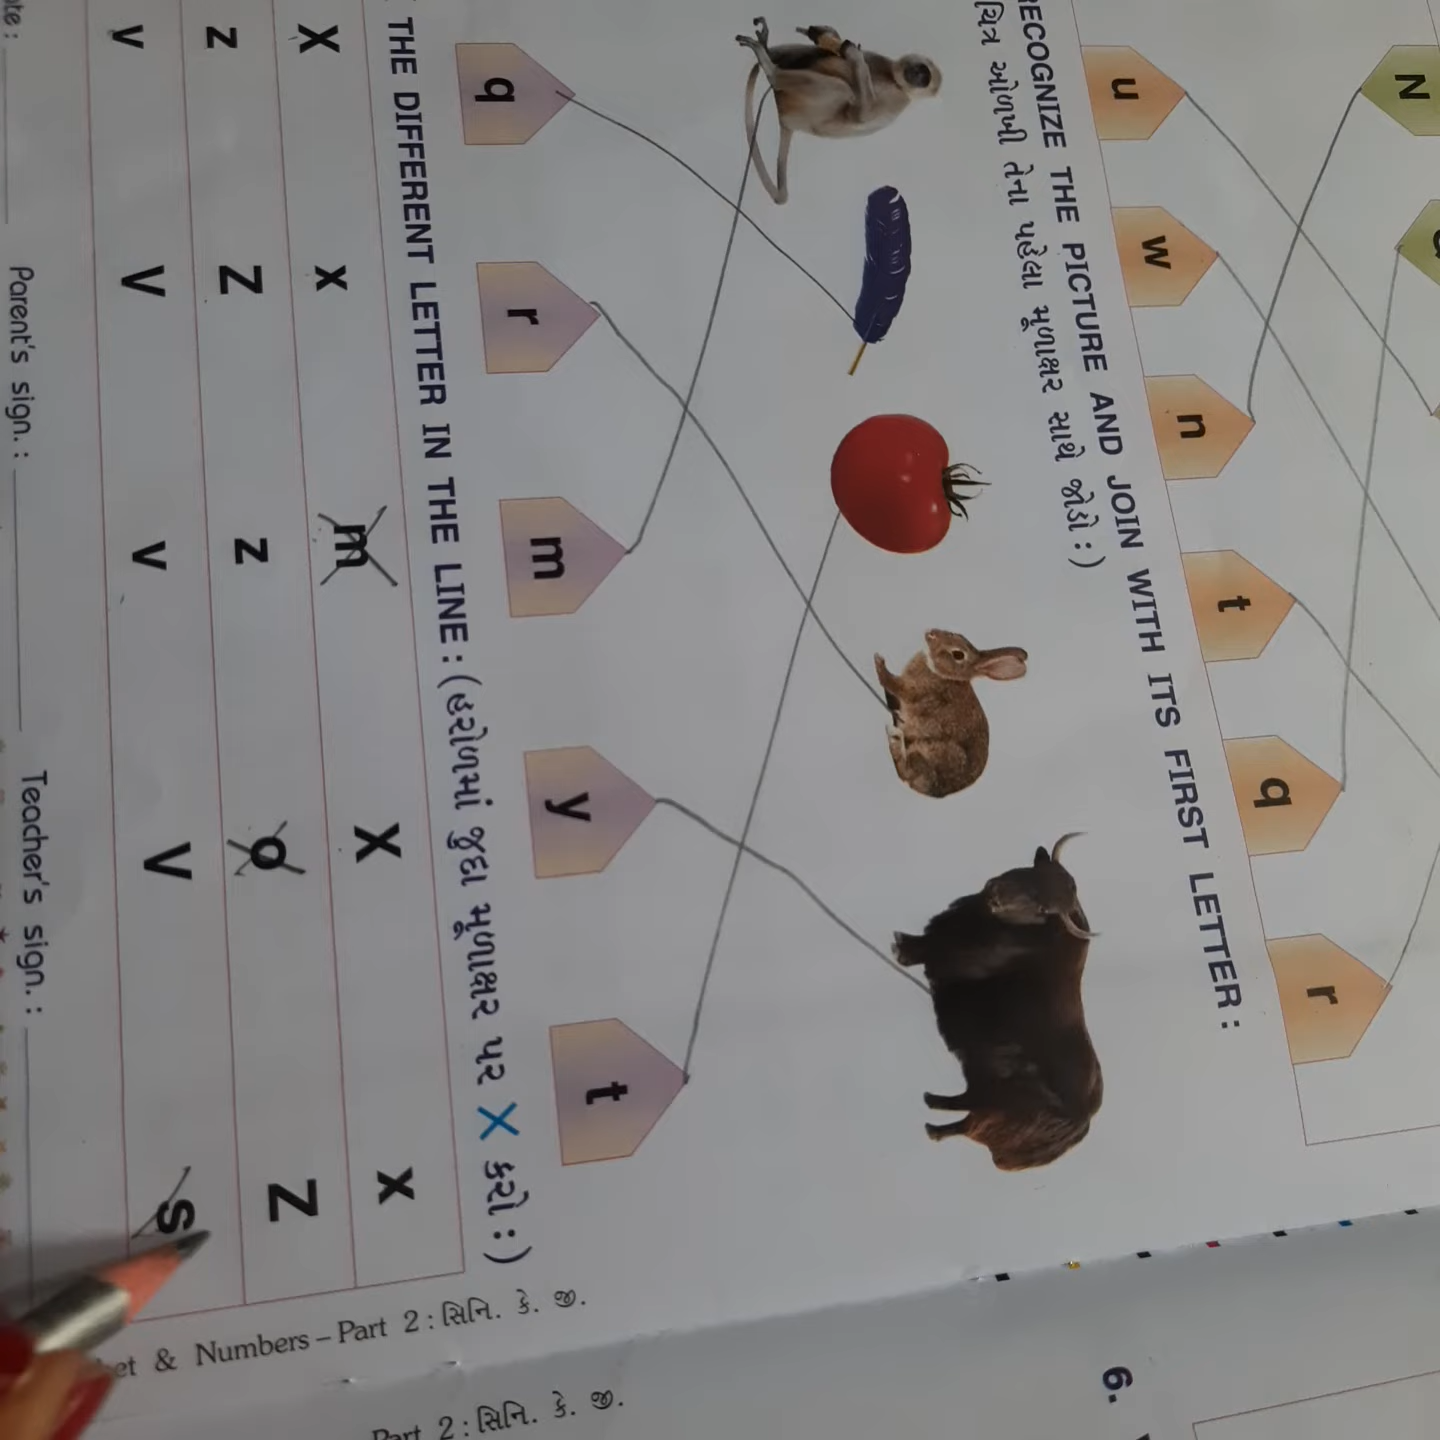 N
u w n t q r
RECOGNIZE THE PICTURE AND JOIN WITH ITS FIRST LETTER :
ચિત્ર ઓળખી તેના પહેલા મૂળાક્ષર સાથે જોડો : )
q r m y t
THE DIFFERENT LETTER IN THE LINE : (હરોળમાં જુદા મૂળાક્ષર પર X કરો : )
X x m X x
z Z z o Z
v V v V s
Parent's sign. : Teacher's sign. :
& Numbers – Part 2 : સિનિ. કે. જી.
Part 2 : સિનિ. કે. જી.
6.